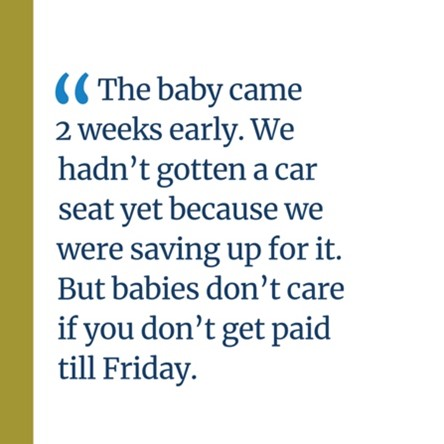 “ The baby came
2 weeks early. We
hadn’t gotten a car
seat yet because we
were saving up for it.
But babies don’t care
if you don’t get paid
till Friday.